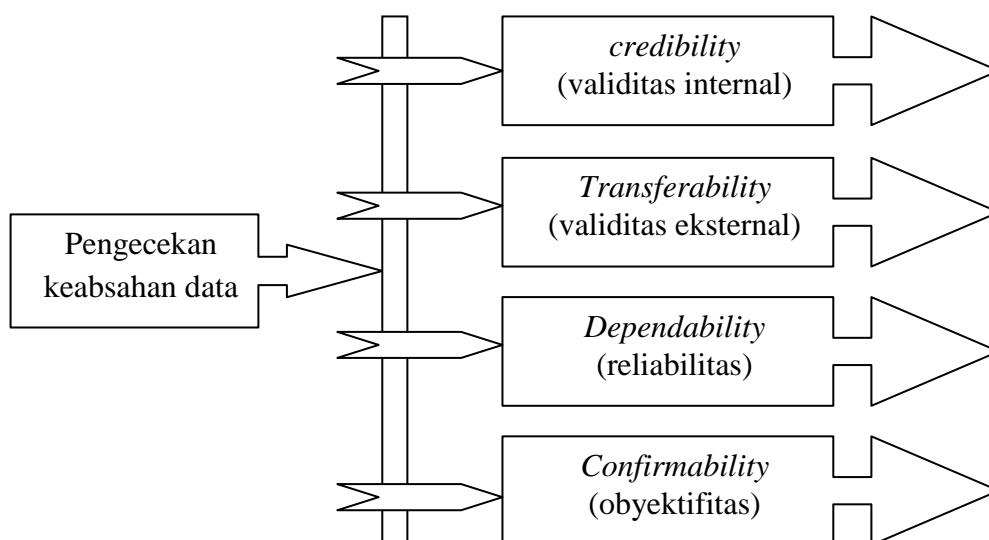 credibility
(validitas internal)
Transferability
(validitas eksternal)
Pengecekan
keabsahan data
Dependability
(reliabilitas)
Confirmability
(obyektifitas)